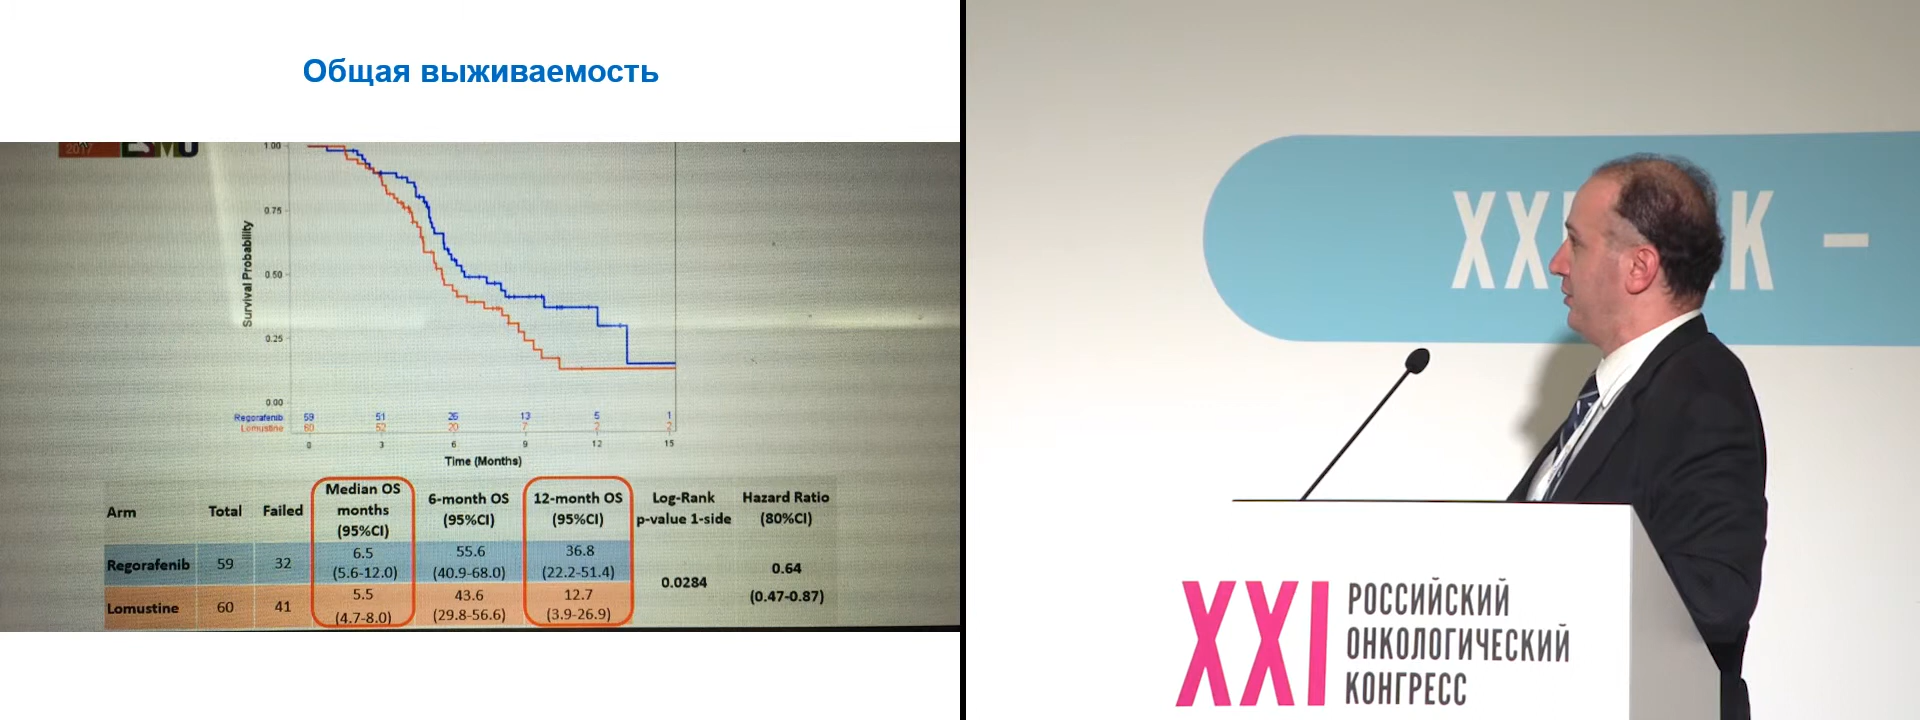 Общая выживаемость
2017
1.00
0.75
0.50
0.25
0.00
Survival Probability
Regorafenib 59 51 26 13 5 1
Lomustine 60 52 20 7 2 2
0 3 6 9 12 15
Time (Months)
Arm Total Failed Median OS months (95%CI) 6-month OS (95%CI) 12-month OS (95%CI) Log-Rank p-value 1-side Hazard Ratio (80%CI)
Regorafenib 59 32 6.5 (5.6-12.0) 55.6 (40.9-68.0) 36.8 (22.2-51.4)
0.0284 0.64 (0.47-0.87)
Lomustine 60 41 5.5 (4.7-8.0) 43.6 (29.8-56.6) 12.7 (3.9-26.9)
XXI
РОССИЙСКИЙ
ОНКОЛОГИЧЕСКИЙ
КОНГРЕСС